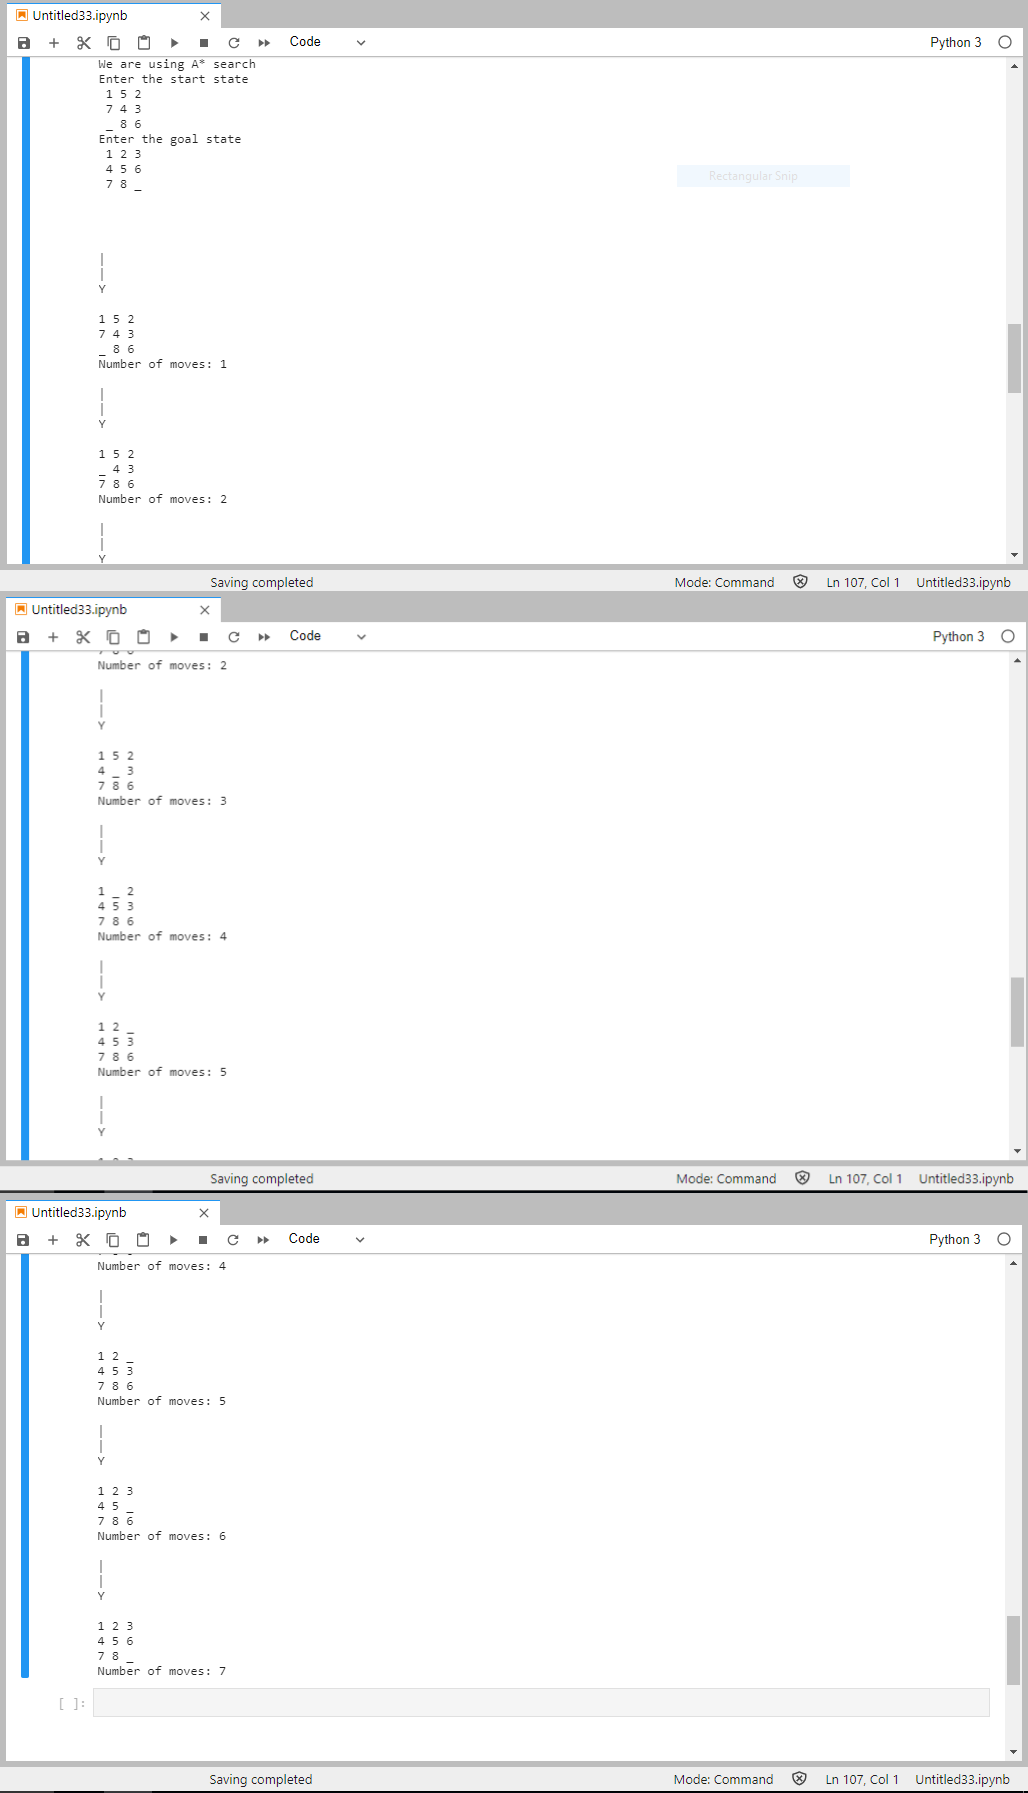 Untitled33.ipynb
Code
Python 3
We are using A* search
Enter the start state
1 5 2
7 4 3
_ 8 6
Enter the goal state
1 2 3
4 5 6
7 8 _
Rectangular Snip
|
|
Y
1 5 2
7 4 3
_ 8 6
Number of moves: 1
|
|
Y
1 5 2
_ 4 3
7 8 6
Number of moves: 2
|
|
Y
Saving completed
Mode: Command
Ln 107, Col 1
Untitled33.ipynb
Untitled33.ipynb
Code
Python 3
Number of moves: 2
|
|
Y
1 5 2
4 _ 3
7 8 6
Number of moves: 3
|
|
Y
1 _ 2
4 5 3
7 8 6
Number of moves: 4
|
|
Y
1 2 _
4 5 3
7 8 6
Number of moves: 5
|
|
Y
Saving completed
Mode: Command
Ln 107, Col 1
Untitled33.ipynb
Untitled33.ipynb
Code
Python 3
Number of moves: 4
|
|
Y
1 2 _
4 5 3
7 8 6
Number of moves: 5
|
|
Y
1 2 3
4 5 _
7 8 6
Number of moves: 6
|
|
Y
1 2 3
4 5 6
7 8 _
Number of moves: 7
[ ]:
Saving completed
Mode: Command
Ln 107, Col 1
Untitled33.ipynb